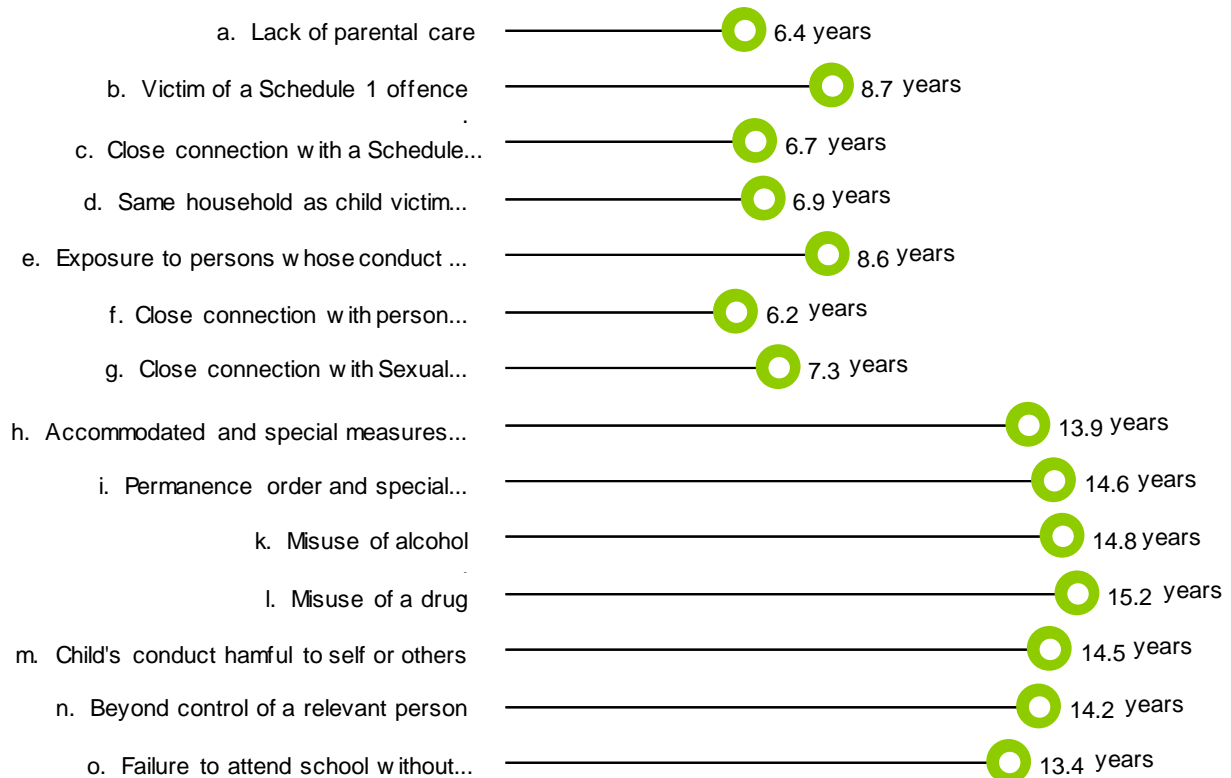 a. Lack of parental care 6.4 years
b. Victim of a Schedule 1 offence 8.7 years
.
c. Close connection with a Schedule... 6.7 years
d. Same household as child victim... 6.9 years
e. Exposure to persons whose conduct ... 8.6 years
f. Close connection with person... 6.2 years
g. Close connection with Sexual... 7.3 years
h. Accommodated and special measures... 13.9 years
i. Permanence order and special... 14.6 years
k. Misuse of alcohol 14.8 years
.
l. Misuse of a drug 15.2 years
m. Child's conduct hamful to self or others 14.5 years
n. Beyond control of a relevant person 14.2 years
o. Failure to attend school without... 13.4 years